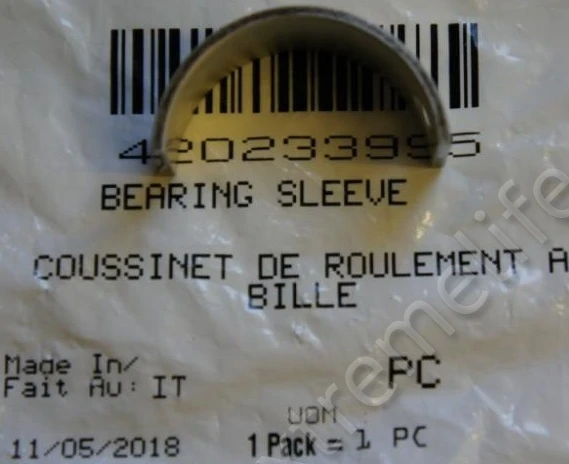 420233995
BEARING SLEEVE
COUSSINET DE ROULEMENT A
BILLE
Made In/
Fait Au: IT
PC
UOM
11/05/2018
1 Pack = 1 PC